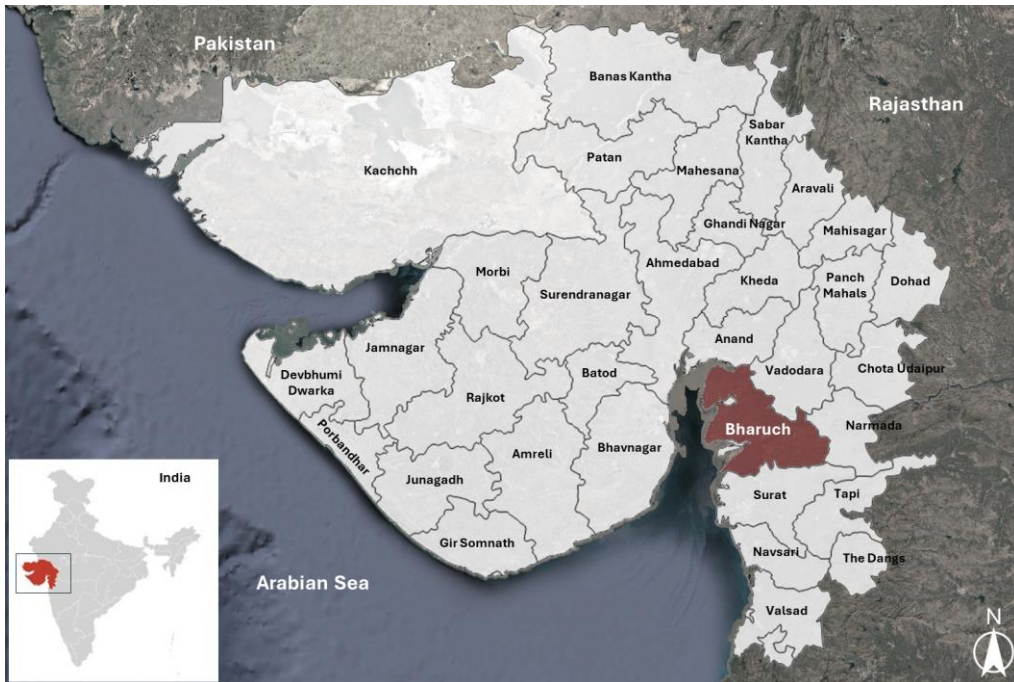 Pakistan
Rajasthan
Banas Kantha
Sabar
Kantha
Patan
Mahesana
Kachchh
Aravali
Ghandi Nagar
Mahisagar
Ahmedabad
Morbi
Surendranagar
Kheda
Panch
Mahals
Dohad
Anand
Jamnagar
Vadodara
Chota Udaipur
Devbhumi
Dwarka
Batod
Rajkot
Bharuch
Narmada
Porbandhar
Bhavnagar
Amreli
Junagadh
Surat
Tapi
Gir Somnath
Navsari
The Dangs
Valsad
Arabian Sea
India
N